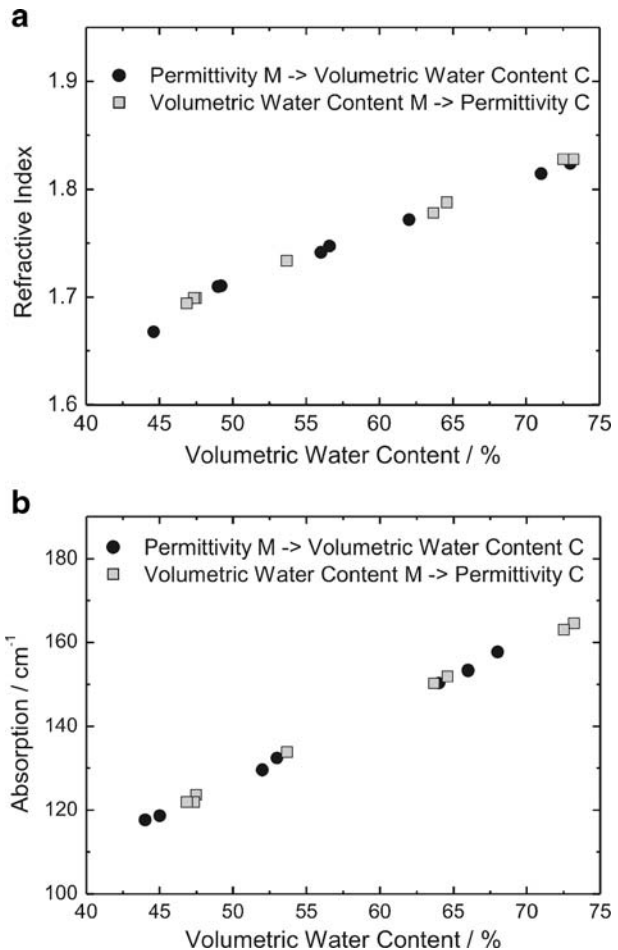 a
1.9
Permittivity M -> Volumetric Water Content C
Volumetric Water Content M -> Permittivity C
1.8
Refractive Index
1.7
1.6
40 45 50 55 60 65 70 75
Volumetric Water Content / %
b
180
Permittivity M -> Volumetric Water Content C
Volumetric Water Content M -> Permittivity C
160
Absorption / cm⁻¹
140
120
100
40 45 50 55 60 65 70 75
Volumetric Water Content / %